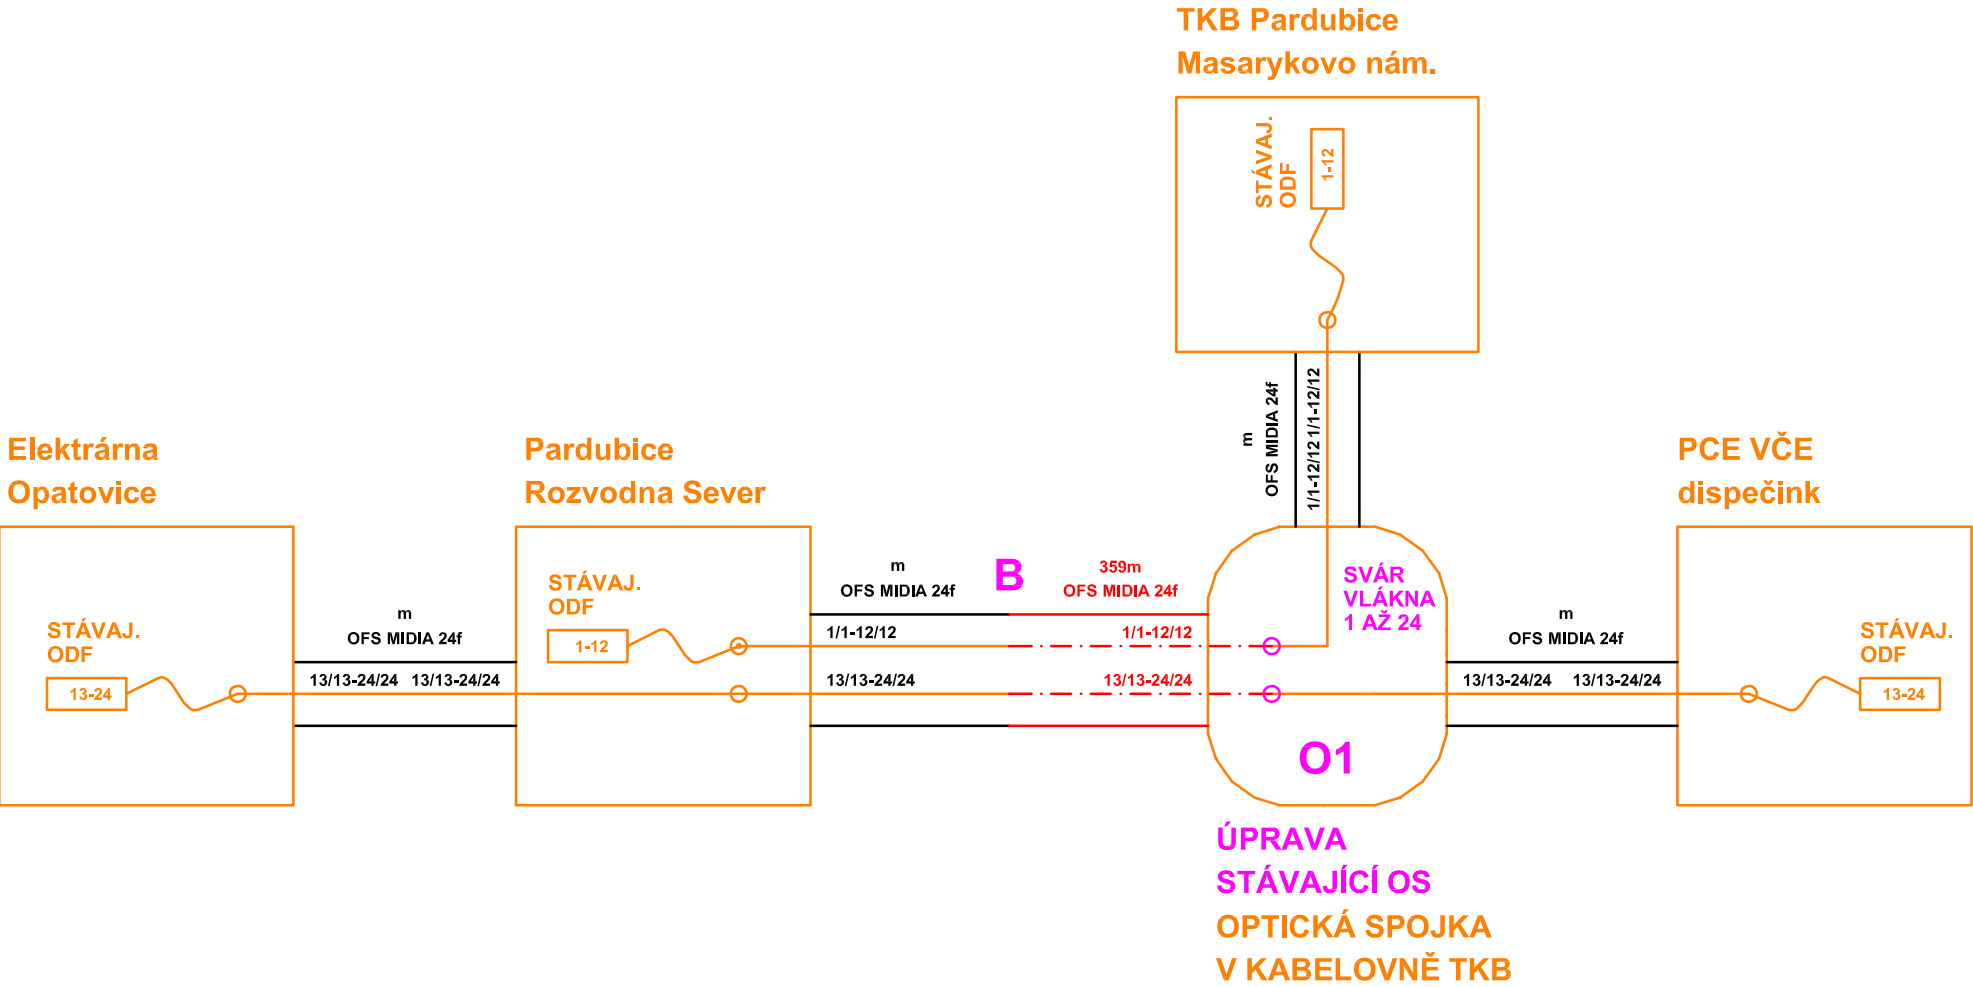 TKB Pardubice
Masarykovo nám.
STÁVAJ.
ODF
1-12
m
OFS MIDIA 24f
1/1-12/12 1/1-12/12
Elektrárna
Opatovice
STÁVAJ.
ODF
13-24
m
OFS MIDIA 24f
13/13-24/24 13/13-24/24
Pardubice
Rozvodna Sever
STÁVAJ.
ODF
1-12
m
OFS MIDIA 24f
1/1-12/12
13/13-24/24
B
359m
OFS MIDIA 24f
1/1-12/12
13/13-24/24
SVÁR
VLÁKNA
1 AŽ 24
O1
m
OFS MIDIA 24f
13/13-24/24 13/13-24/24
PCE VČE
dispečink
STÁVAJ.
ODF
13-24
ÚPRAVA
STÁVAJÍCÍ OS
OPTICKÁ SPOJKA
V KABELOVNĚ TKB